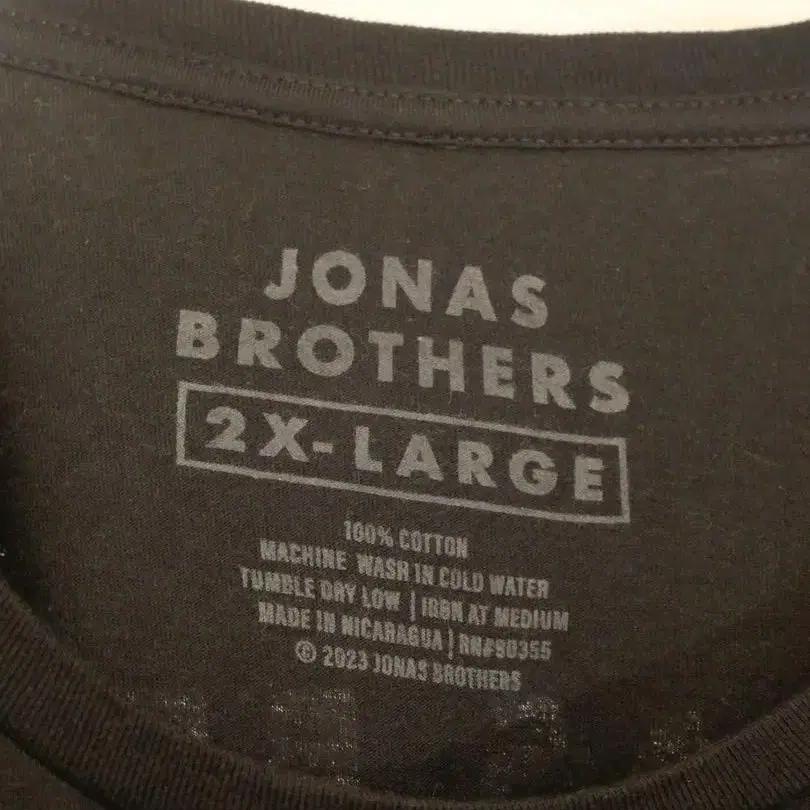 JONAS
BROTHERS
2X-LARGE
100% COTTON
MACHINE WASH IN COLD WATER
TUMBLE DRY LOW | IRON AT MEDIUM
MADE IN NICARAGUA | RN#90355
© 2023 JONAS BROTHERS